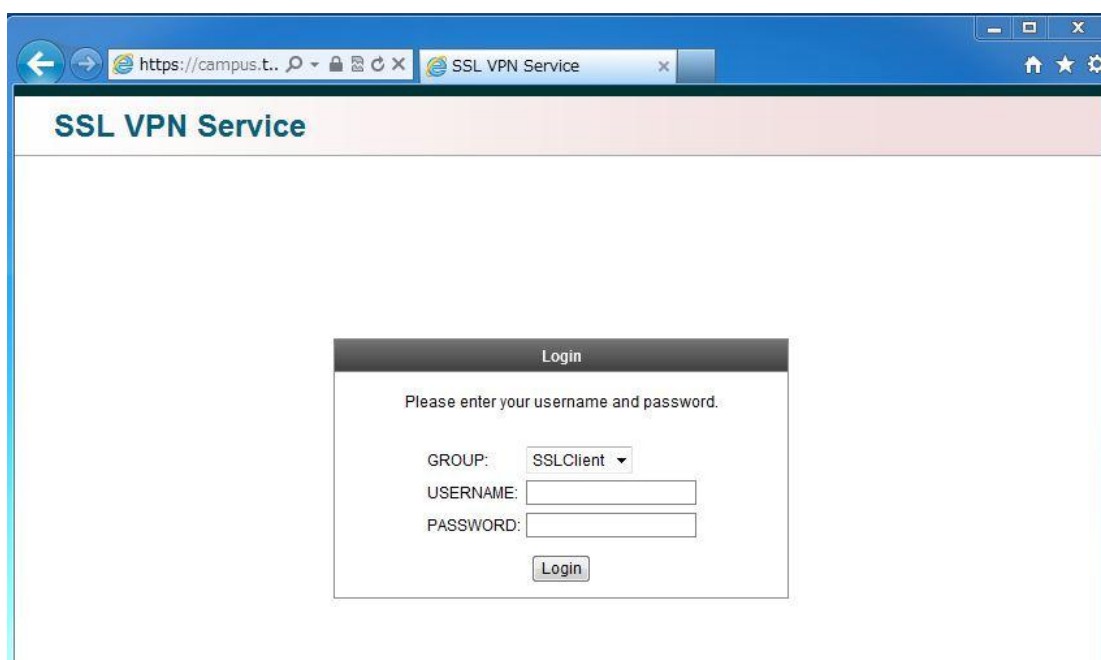 https://campus.t..
SSL VPN Service
SSL VPN Service
Login
Please enter your username and password.
GROUP: SSLClient
USERNAME:
PASSWORD:
Login